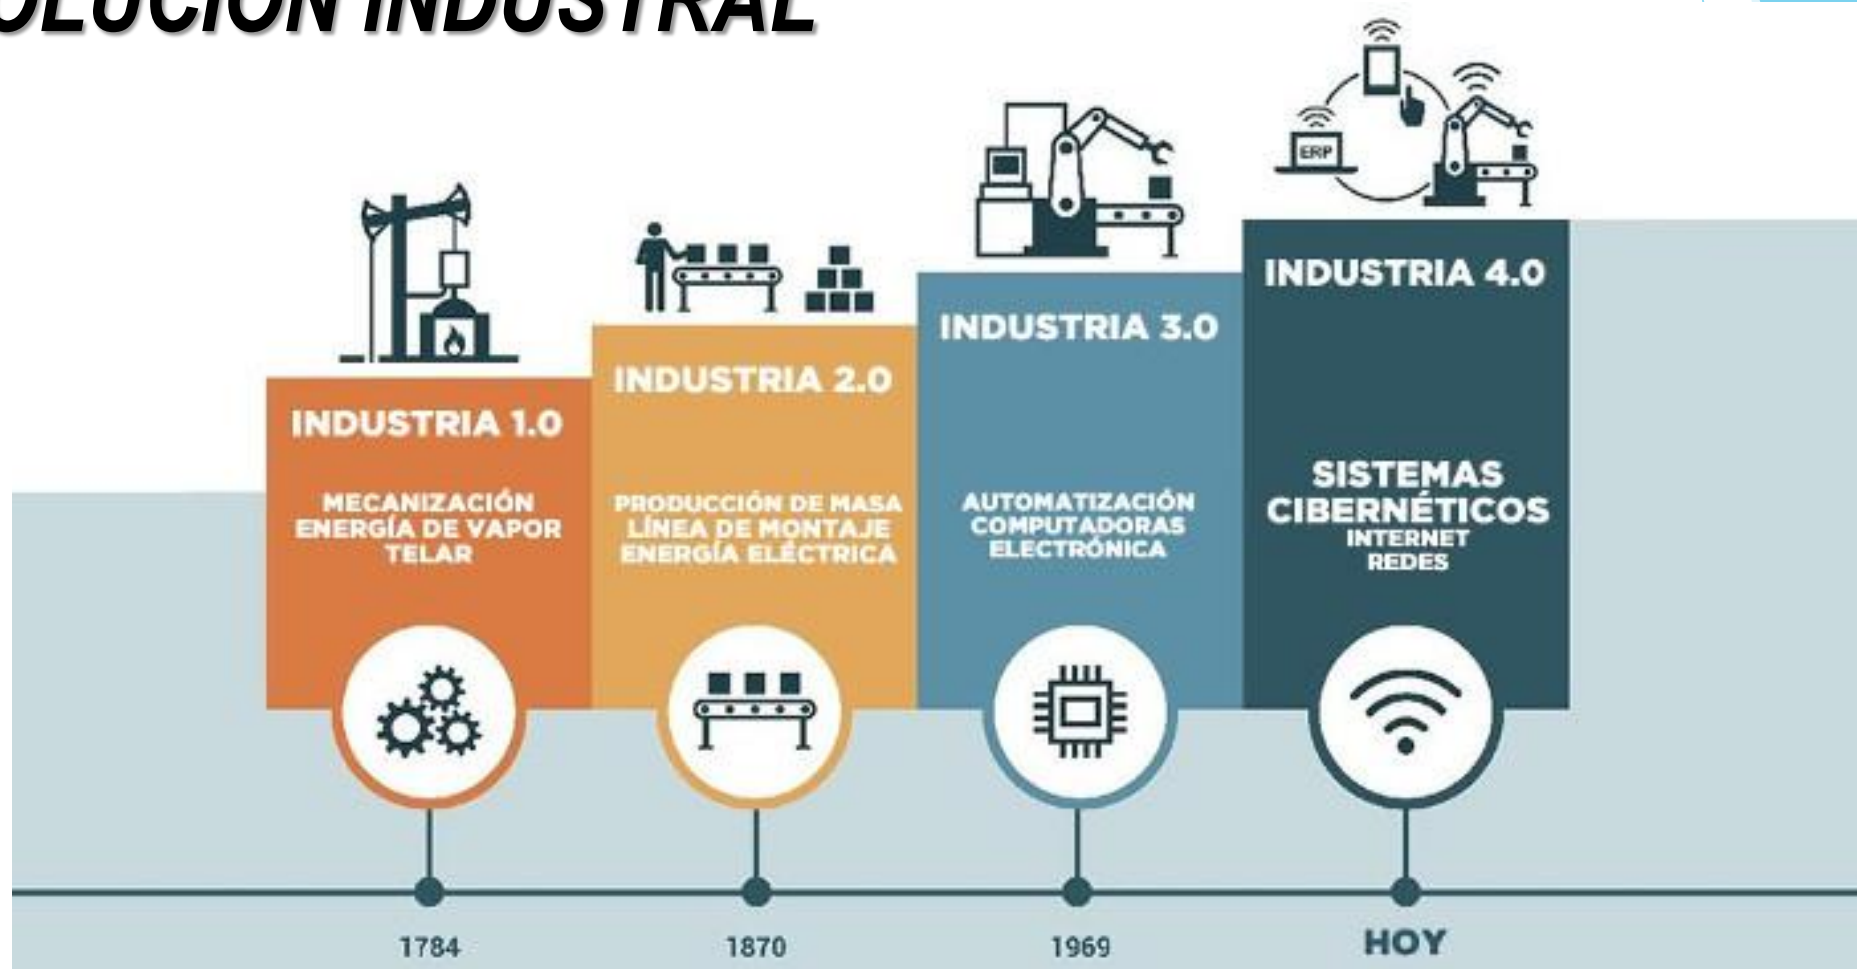 OLUCIÓN INDUSTRAL
ERP
INDUSTRIA 1.0
MECANIZACIÓN
ENERGÍA DE VAPOR
TELAR
INDUSTRIA 2.0
PRODUCCIÓN DE MASA
LÍNEA DE MONTAJE
ENERGÍA ELÉCTRICA
INDUSTRIA 3.0
AUTOMATIZACIÓN
COMPUTADORAS
ELECTRÓNICA
INDUSTRIA 4.0
SISTEMAS
CIBERNÉTICOS
INTERNET
REDES
1784
1870
1969
HOY